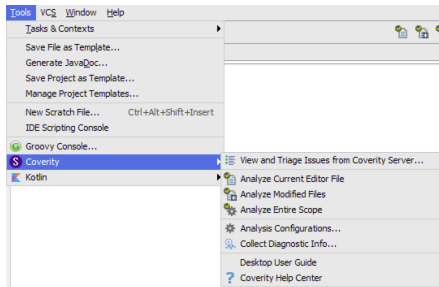 Tools VCS Window Help
Tasks & Contexts
Save File as Template...
Generate JavaDoc...
Save Project as Template...
Manage Project Templates...
New Scratch File... Ctrl+Alt+Shift+Insert
IDE Scripting Console
Groovy Console...
Coverity
View and Triage Issues from Coverity Server...
Kotlin
Analyze Current Editor File
Analyze Modified Files
Analyze Entire Scope
Analysis Configurations...
Collect Diagnostic Info...
Desktop User Guide
Coverity Help Center